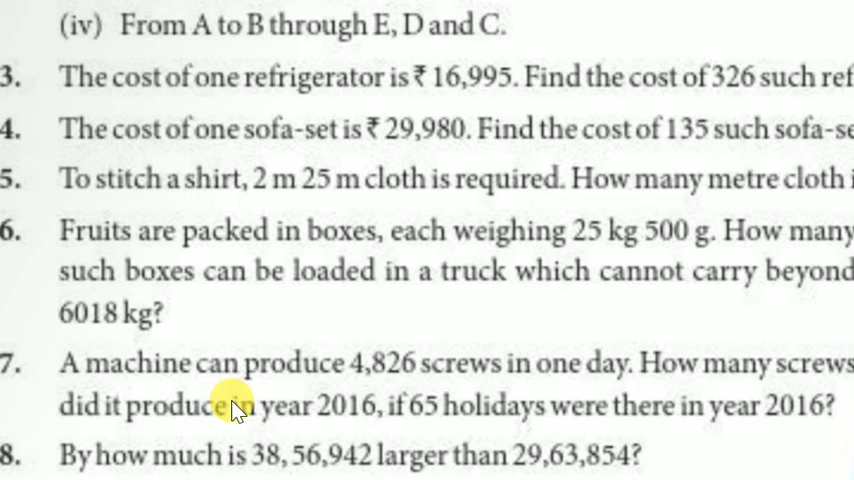 (iv) From A to B through E, D and C.
3. The cost of one refrigerator is ₹ 16,995. Find the cost of 326 such
4. The cost of one sofa-set is ₹ 29,980. Find the cost of 135 such
5. To stitch a shirt, 2 m 25 m cloth is required. How many metre cloth
6. Fruits are packed in boxes, each weighing 25 kg 500 g. How many
such boxes can be loaded in a truck which cannot carry beyond
6018 kg?
7. A machine can produce 4,826 screws in one day. How many screws
did it produce in year 2016, if 65 holidays were there in year 2016?
8. By how much is 38, 56,942 larger than 29,63,854?